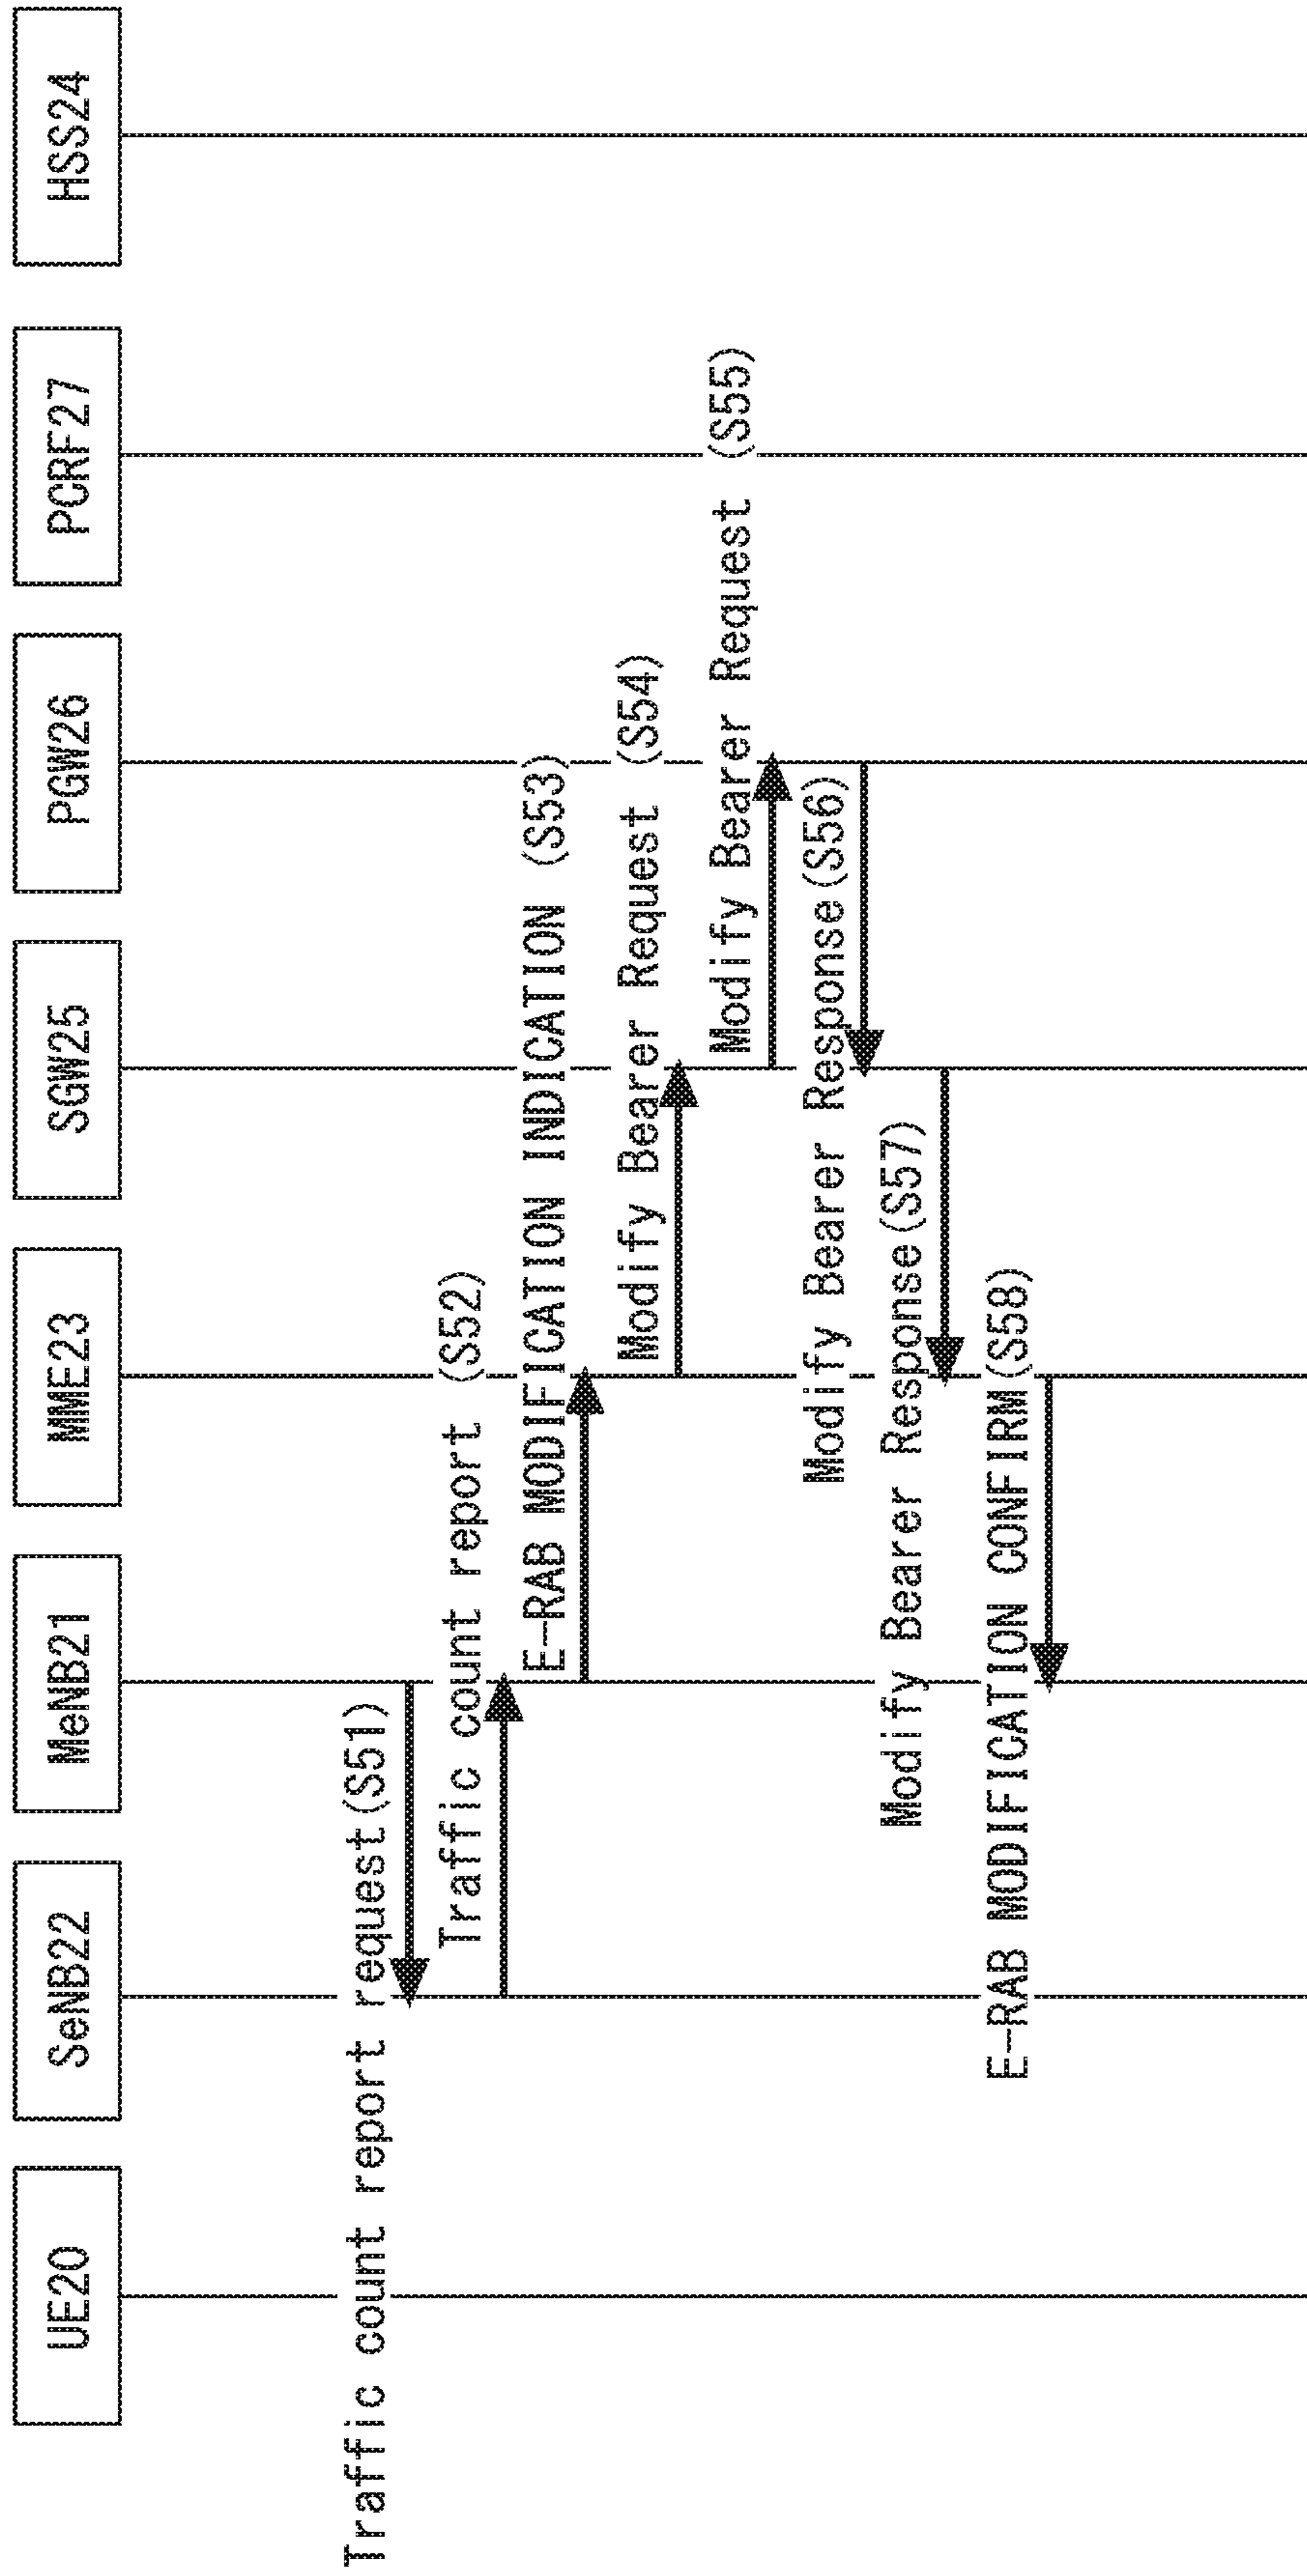 UE20
SeNB22
MeNB21
MME23
SGW25
PGW26
PCRF27
HSS24
Traffic count report request(S51)
Traffic count report (S52)
E-RAB MODIFICATION INDICATION (S53)
Modify Bearer Request (S54)
Modify Bearer Request (S55)
Modify Bearer Response(S56)
Modify Bearer Response(S57)
E-RAB MODIFICATION CONFIRM(S58)